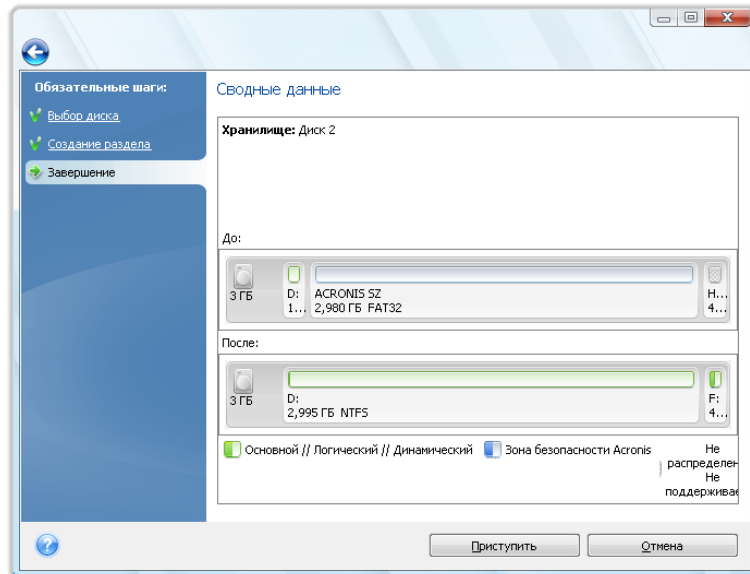 Обязательные шаги:
Выбор диска
Создание раздела
Завершение
Сводные данные
Хранилище: Диск 2
До:
3 ГБ
D:
1...
ACRONIS SZ
2,980 ГБ FAT32
H...
4...
После:
3 ГБ
D:
2,995 ГБ NTFS
F:
4...
Основной // Логический // Динамический
Зона безопасности Acronis
Не
распределен
Не
поддерживае
Приступить
Отмена